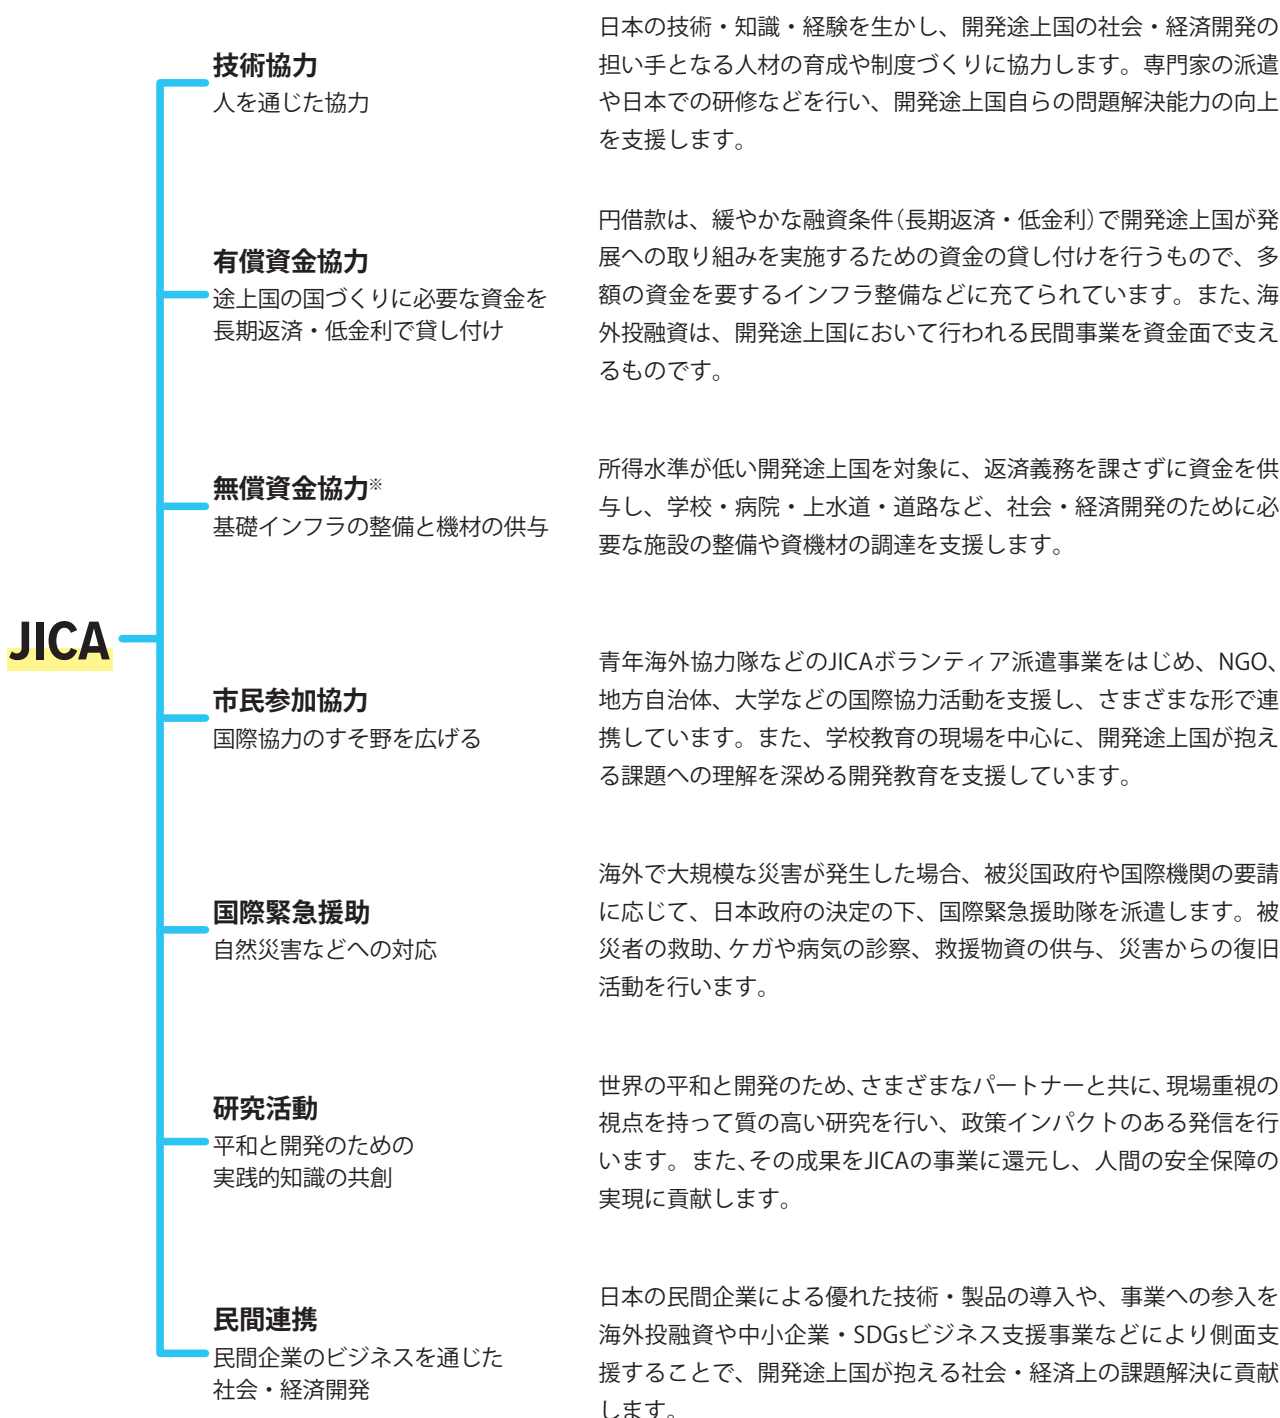 JICA
技術協力
人を通じた協力
日本の技術・知識・経験を生かし、開発途上国の社会・経済開発の
担い手となる人材の育成や制度づくりに協力します。専門家の派遣
や日本での研修などを行い、開発途上国自らの問題解決能力の向上
を支援します。
有償資金協力
途上国の国づくりに必要な資金を
長期返済・低金利で貸し付け
円借款は、緩やかな融資条件(長期返済・低金利)で開発途上国が発
展への取り組みを実施するための資金の貸し付けを行うもので、多
額の資金を要するインフラ整備などに充てられています。また、海
外投融資は、開発途上国において行われる民間事業を資金面で支え
るものです。
無償資金協力※
基礎インフラの整備と機材の供与
所得水準が低い開発途上国を対象に、返済義務を課さずに資金を供
与し、学校・病院・上水道・道路など、社会・経済開発のために必
要な施設の整備や資機材の調達を支援します。
市民参加協力
国際協力のすそ野を広げる
青年海外協力隊などのJICAボランティア派遣事業をはじめ、NGO、
地方自治体、大学などの国際協力活動を支援し、さまざまな形で連
携しています。また、学校教育の現場を中心に、開発途上国が抱え
る課題への理解を深める開発教育を支援しています。
国際緊急援助
自然災害などへの対応
海外で大規模な災害が発生した場合、被災国政府や国際機関の要請
に応じて、日本政府の決定の下、国際緊急援助隊を派遣します。被
災者の救助、ケガや病気の診察、救援物資の供与、災害からの復旧
活動を行います。
研究活動
平和と開発のための
実践的知識の共創
世界の平和と開発のため、さまざまなパートナーと共に、現場重視の
視点を持って質の高い研究を行い、政策インパクトのある発信を行
います。また、その成果をJICAの事業に還元し、人間の安全保障の
実現に貢献します。
民間連携
民間企業のビジネスを通じた
社会・経済開発
日本の民間企業による優れた技術・製品の導入や、事業への参入を
海外投融資や中小企業・SDGsビジネス支援事業などにより側面支
援することで、開発途上国が抱える社会・経済上の課題解決に貢献
します。